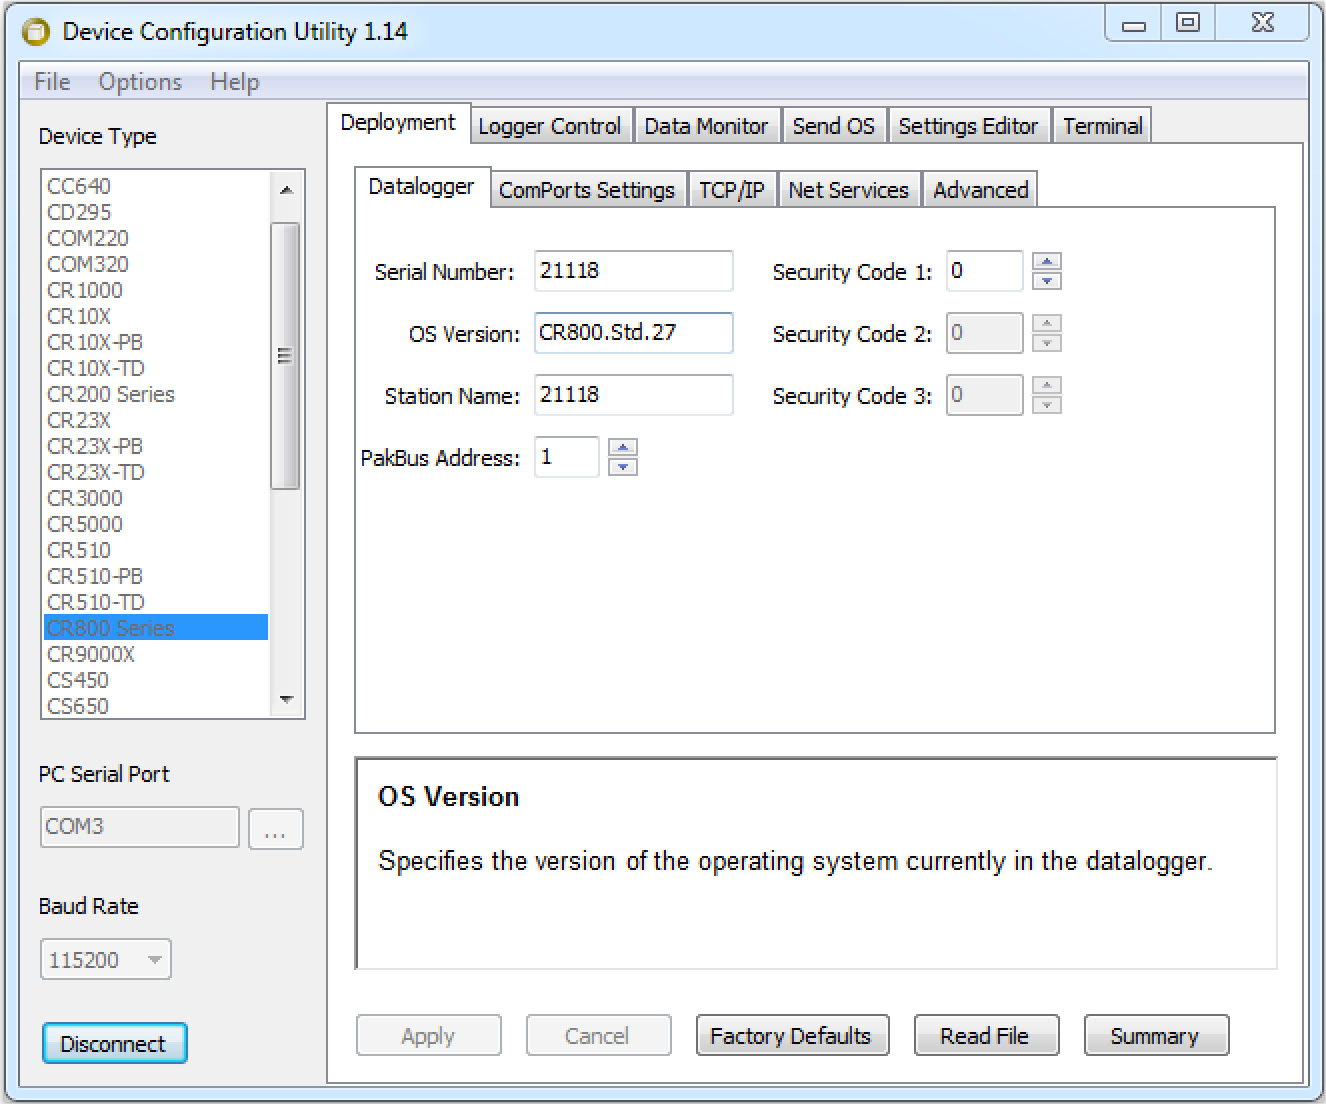 Device Configuration Utility 1.14
File Options Help
Device Type
CC640
CD295
COM220
COM320
CR1000
CR10X
CR10X-PB
CR10X-TD
CR200 Series
CR23X
CR23X-PB
CR23X-TD
CR3000
CR5000
CR510
CR510-PB
CR510-TD
CR800 Series
CR9000X
CS450
CS650
PC Serial Port
COM3 ...
Baud Rate
115200
Disconnect
Deployment Logger Control Data Monitor Send OS Settings Editor Terminal
Datalogger ComPorts Settings TCP/IP Net Services Advanced
Serial Number: 21118 Security Code 1: 0
OS Version: CR800.Std.27 Security Code 2: 0
Station Name: 21118 Security Code 3: 0
PakBus Address: 1
OS Version
Specifies the version of the operating system currently in the datalogger.
Apply Cancel Factory Defaults Read File Summary